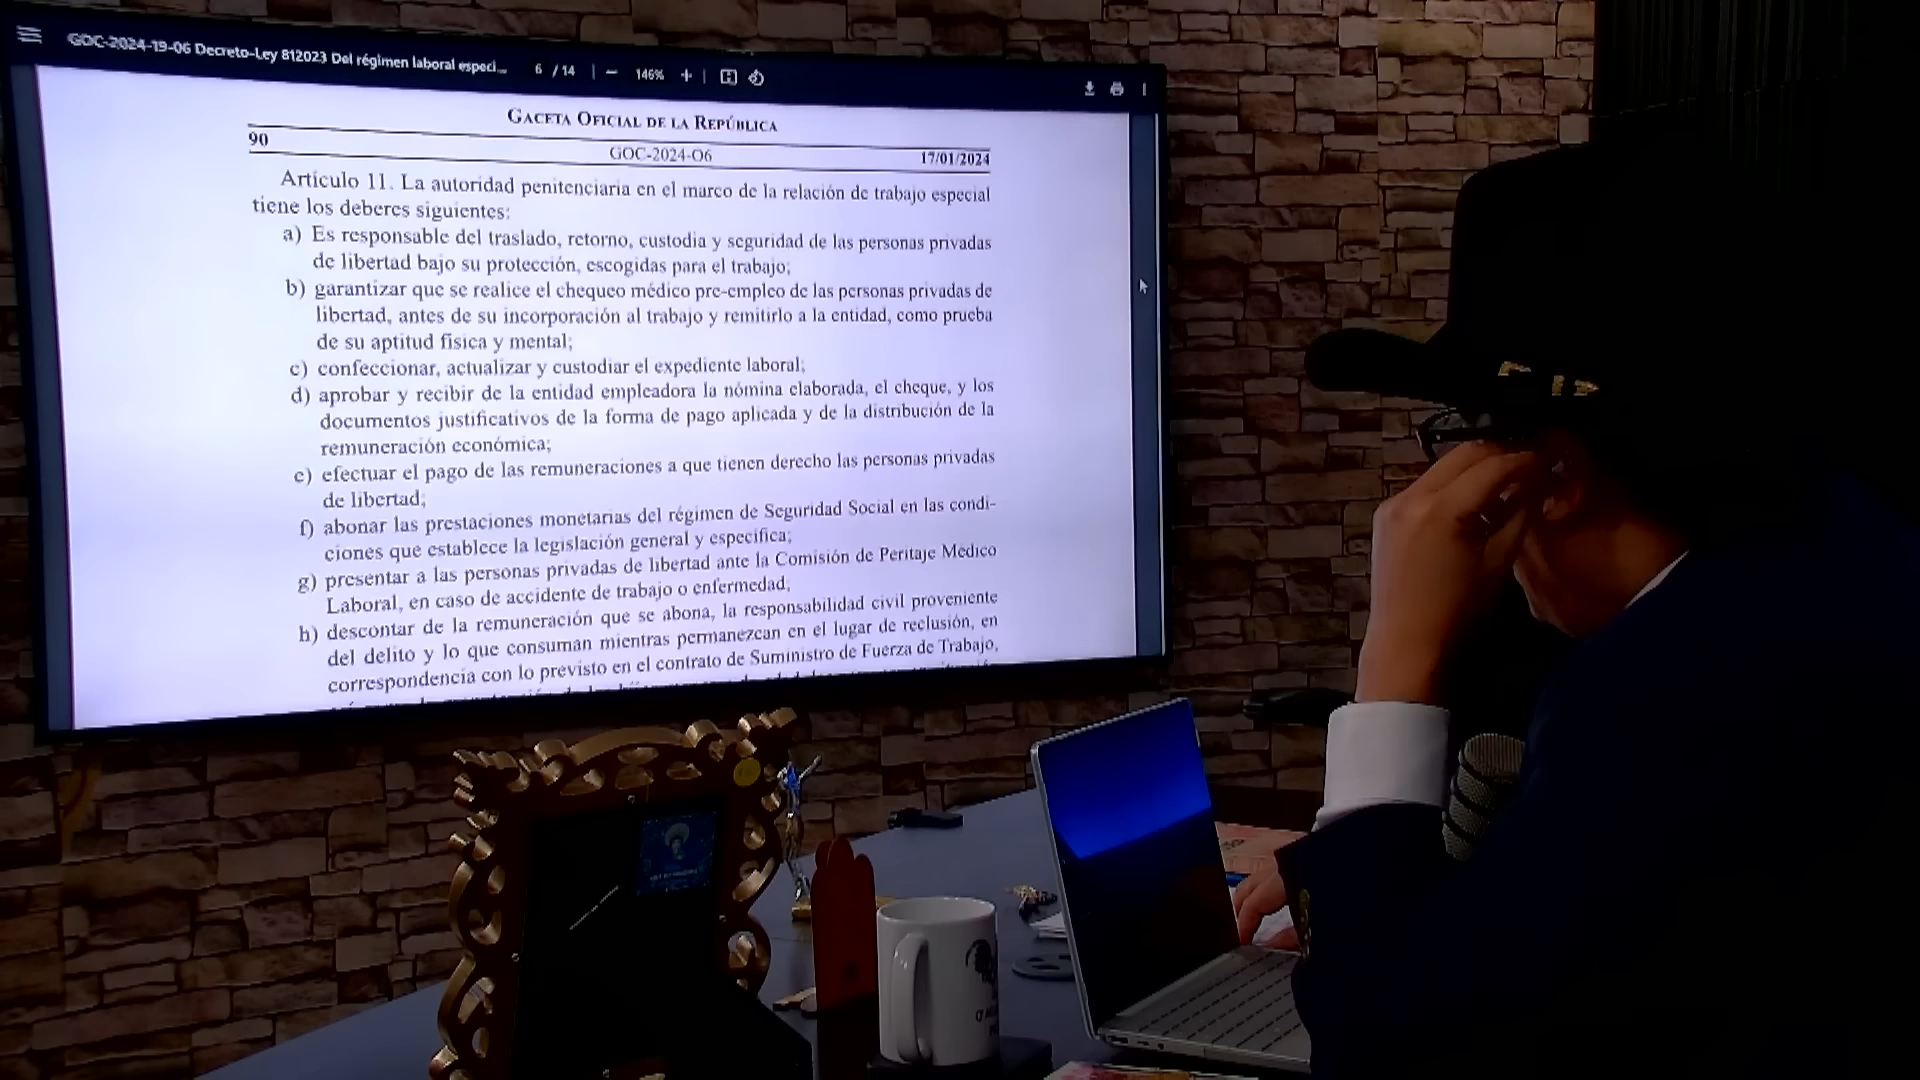 GOC-2024-19-06 Decreto-Ley 812023 Del régimen laboral especi...
6 / 14
146%
GACETA OFICIAL DE LA REPÚBLICA
90
GOC-2024-O6
17/01/2024
Artículo 11. La autoridad penitenciaria en el marco de la relación de trabajo especial
tiene los deberes siguientes:
a) Es responsable del traslado, retorno, custodia y seguridad de las personas privadas
de libertad bajo su protección, escogidas para el trabajo;
b) garantizar que se realice el chequeo médico pre-empleo de las personas privadas de
libertad, antes de su incorporación al trabajo y remitirlo a la entidad, como prueba
de su aptitud física y mental;
c) confeccionar, actualizar y custodiar el expediente laboral;
d) aprobar y recibir de la entidad empleadora la nómina elaborada, el cheque, y los
documentos justificativos de la forma de pago aplicada y de la distribución de la
remuneración económica;
e) efectuar el pago de las remuneraciones a que tienen derecho las personas privadas
de libertad;
f) abonar las prestaciones monetarias del régimen de Seguridad Social en las condi-
ciones que establece la legislación general y específica;
g) presentar a las personas privadas de libertad ante la Comisión de Peritaje Médico
Laboral, en caso de accidente de trabajo o enfermedad;
h) descontar de la remuneración que se abona, la responsabilidad civil proveniente
del delito y lo que consuman mientras permanezcan en el lugar de reclusión, en
correspondencia con lo previsto en el contrato de Suministro de Fuerza de Trabajo,